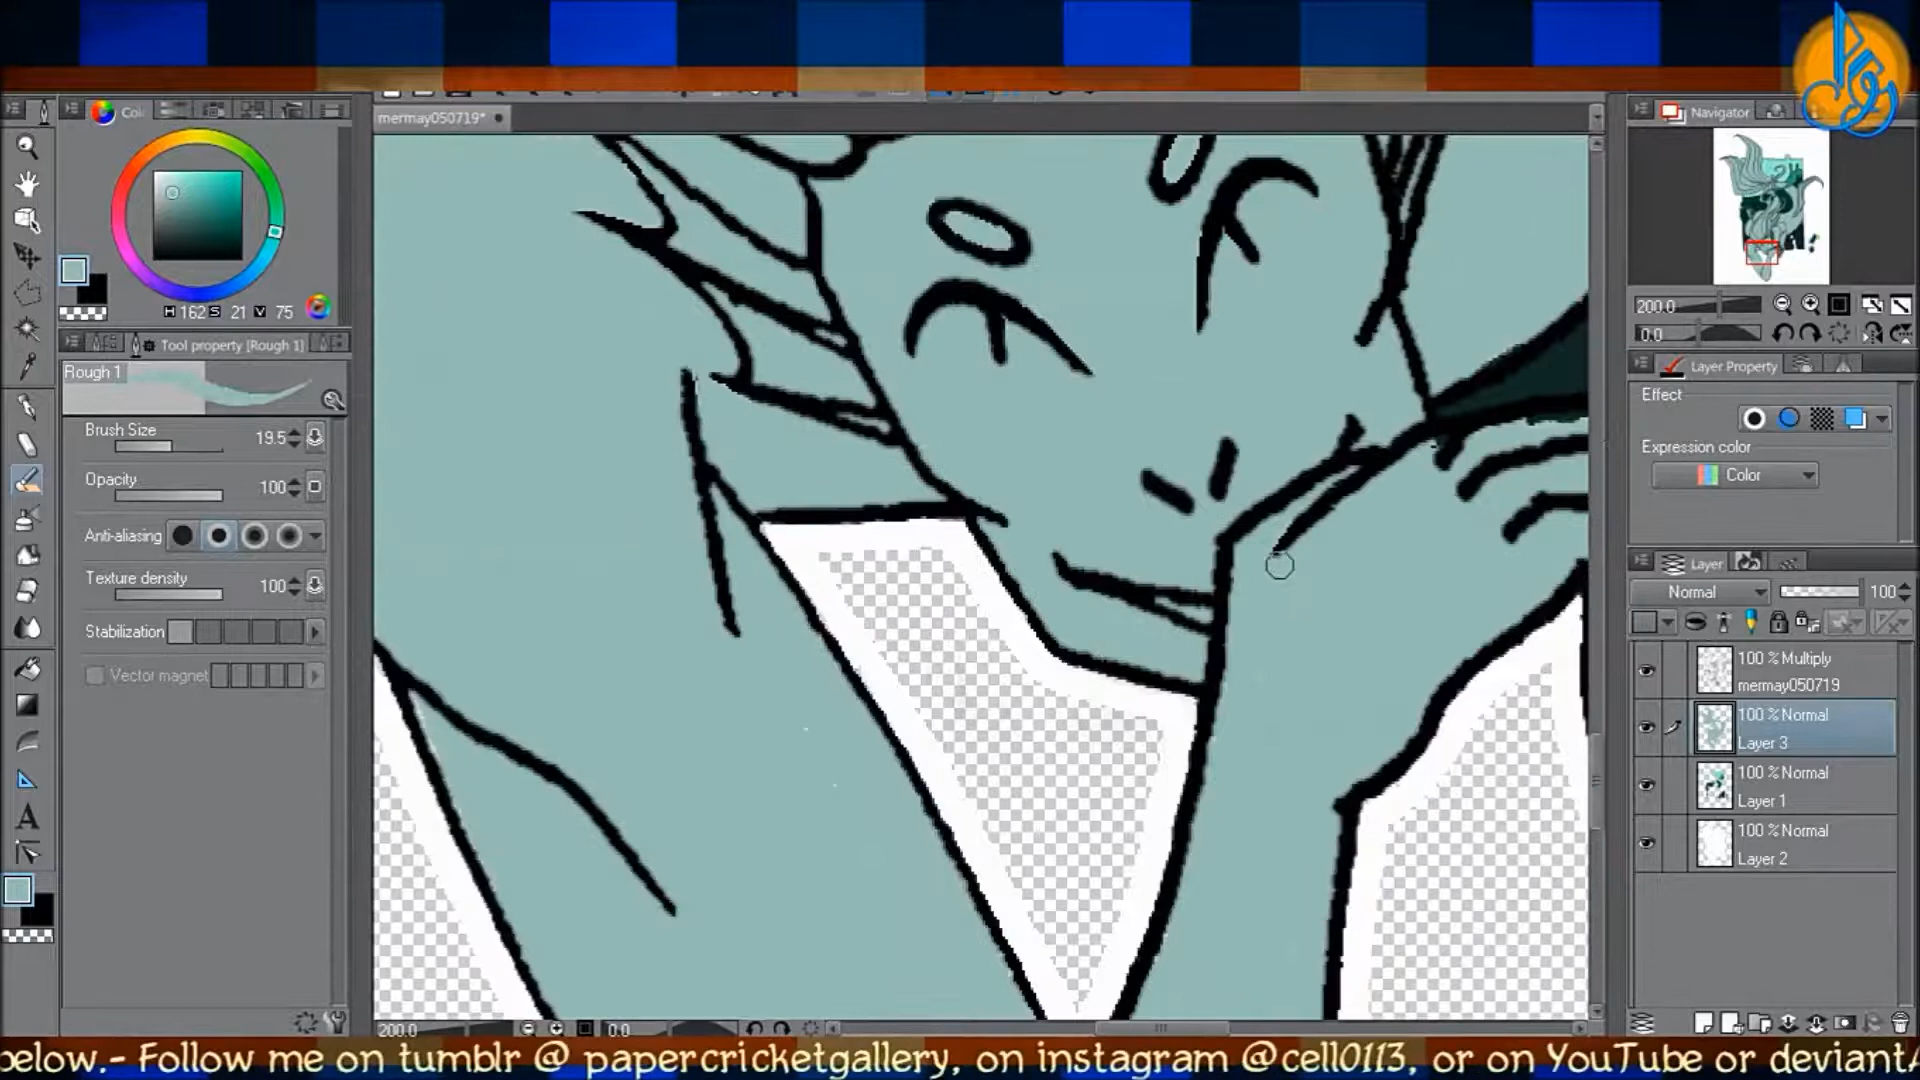 mermay050719*
Col
Navigator
H 162 S 21 V 75
200.0
0.0
Tool property [Rough 1]
Rough 1
Brush Size
19.5
Opacity
100
Anti-aliasing
Texture density
100
Stabilization
Vector magnet
A
Layer Property
Effect
Expression color
Color
Layer
Normal
100
100 % Multiply
mermay050719
100 % Normal
Layer 3
100 % Normal
Layer 1
100 % Normal
Layer 2
200.0
0.0
below.- Follow me on tumblr @ papercricketgallery, on instagram @cell0113, or on YouTube or deviantA